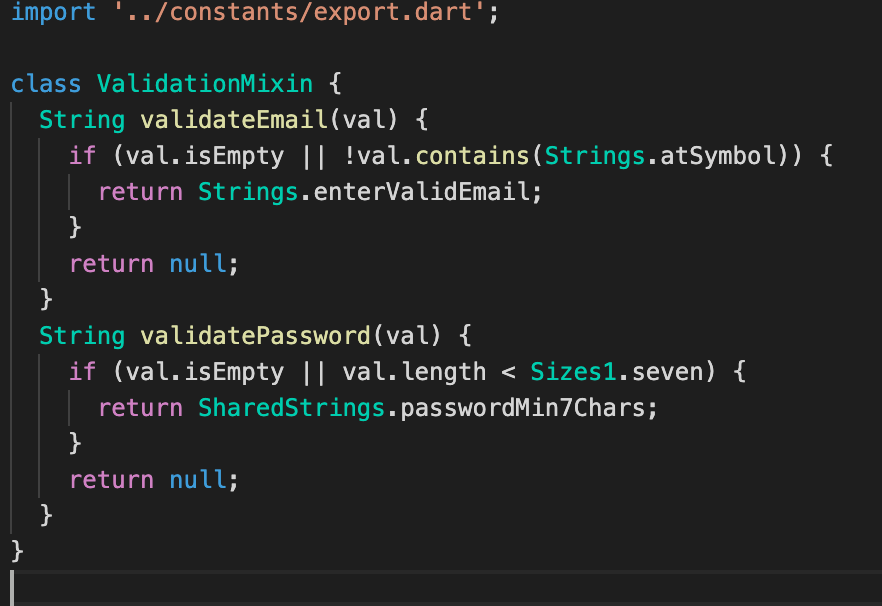 import '../constants/export.dart';
class ValidationMixin {
String validateEmail(val) {
if (val.isEmpty || !val.contains(Strings.atSymbol)) {
return Strings.enterValidEmail;
}
return null;
}
String validatePassword(val) {
if (val.isEmpty || val.length < Sizes1.seven) {
return SharedStrings.passwordMin7Chars;
}
return null;
}
}